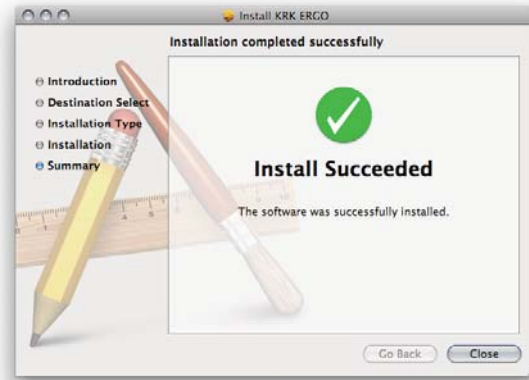 Install KRK ERGO
Installation completed successfully
Introduction
Destination Select
Installation Type
Installation
Summary
Install Succeeded
The software was successfully installed.
Go Back
Close